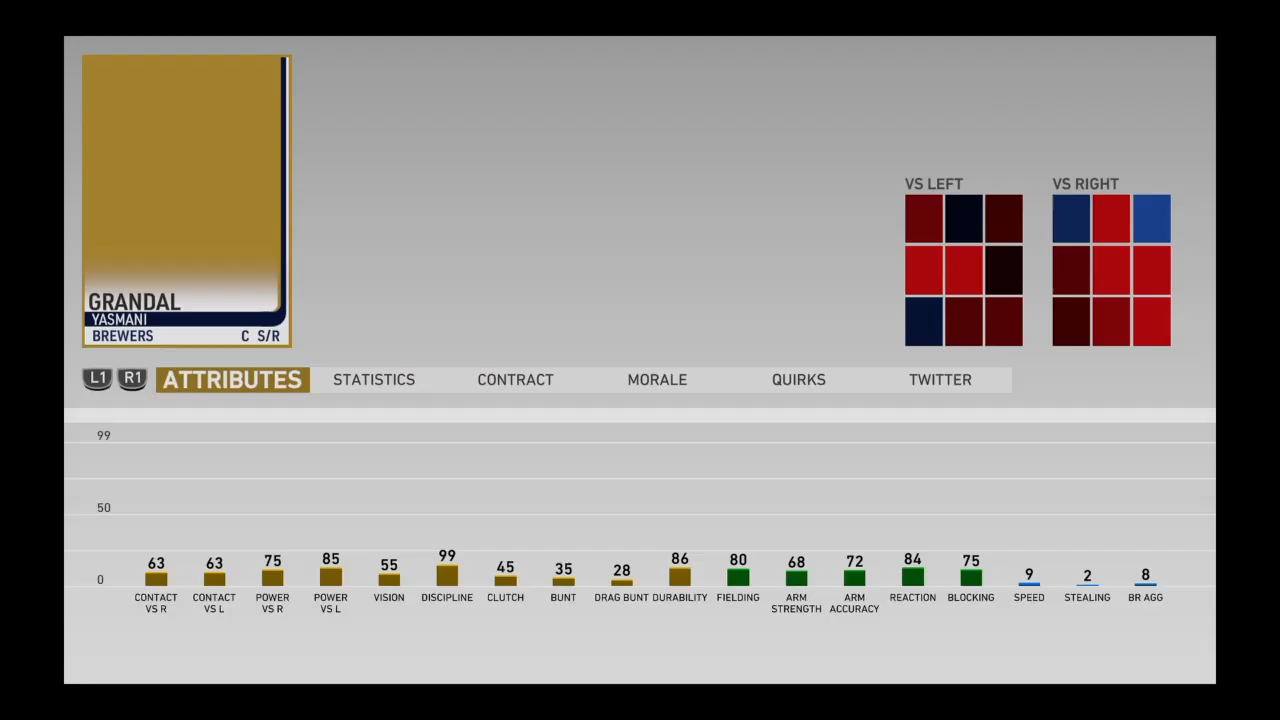 GRANDAL
YASMANI
BREWERS C S/R
VS LEFT VS RIGHT
L1 R1 ATTRIBUTES STATISTICS CONTRACT MORALE QUIRKS TWITTER
99
50
0
63 63 75 85 55 99 45 35 28 86 80 68 72 84 75 9 2 8
CONTACT CONTACT POWER POWER VISION DISCIPLINE CLUTCH BUNT DRAG BUNT DURABILITY FIELDING ARM ARM REACTION BLOCKING SPEED STEALING BR AGG
VS R VS L VS R VS L STRENGTH ACCURACY